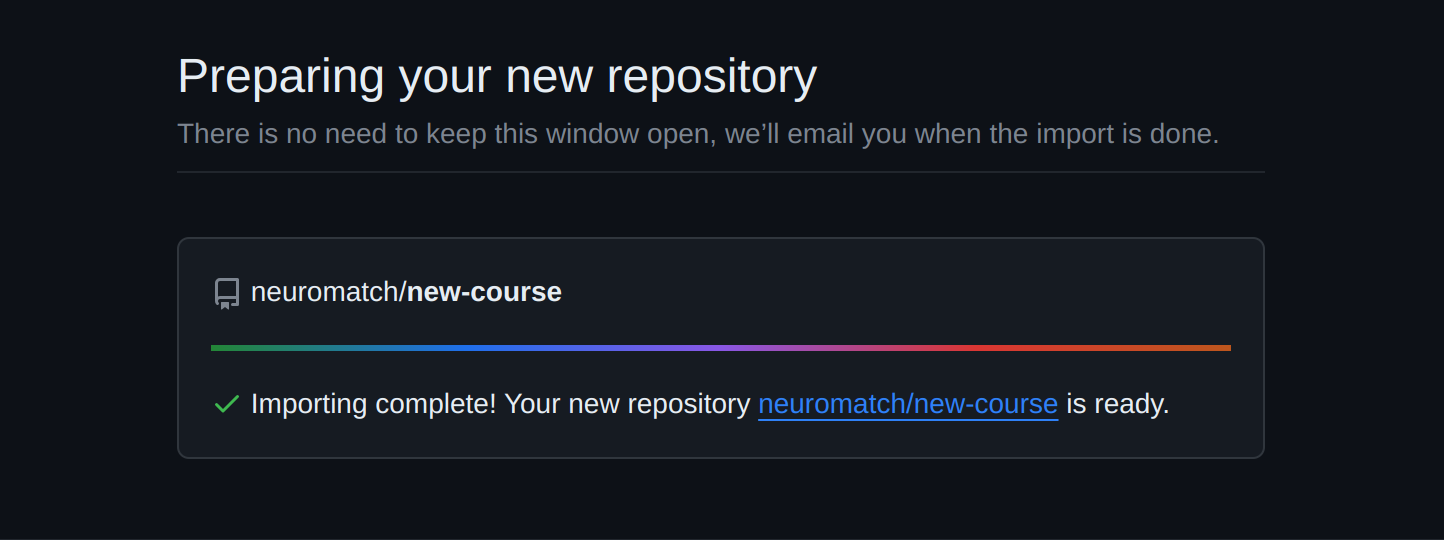 Preparing your new repository
There is no need to keep this window open, we’ll email you when the import is done.
neuromatch/new-course
Importing complete! Your new repository neuromatch/new-course is ready.